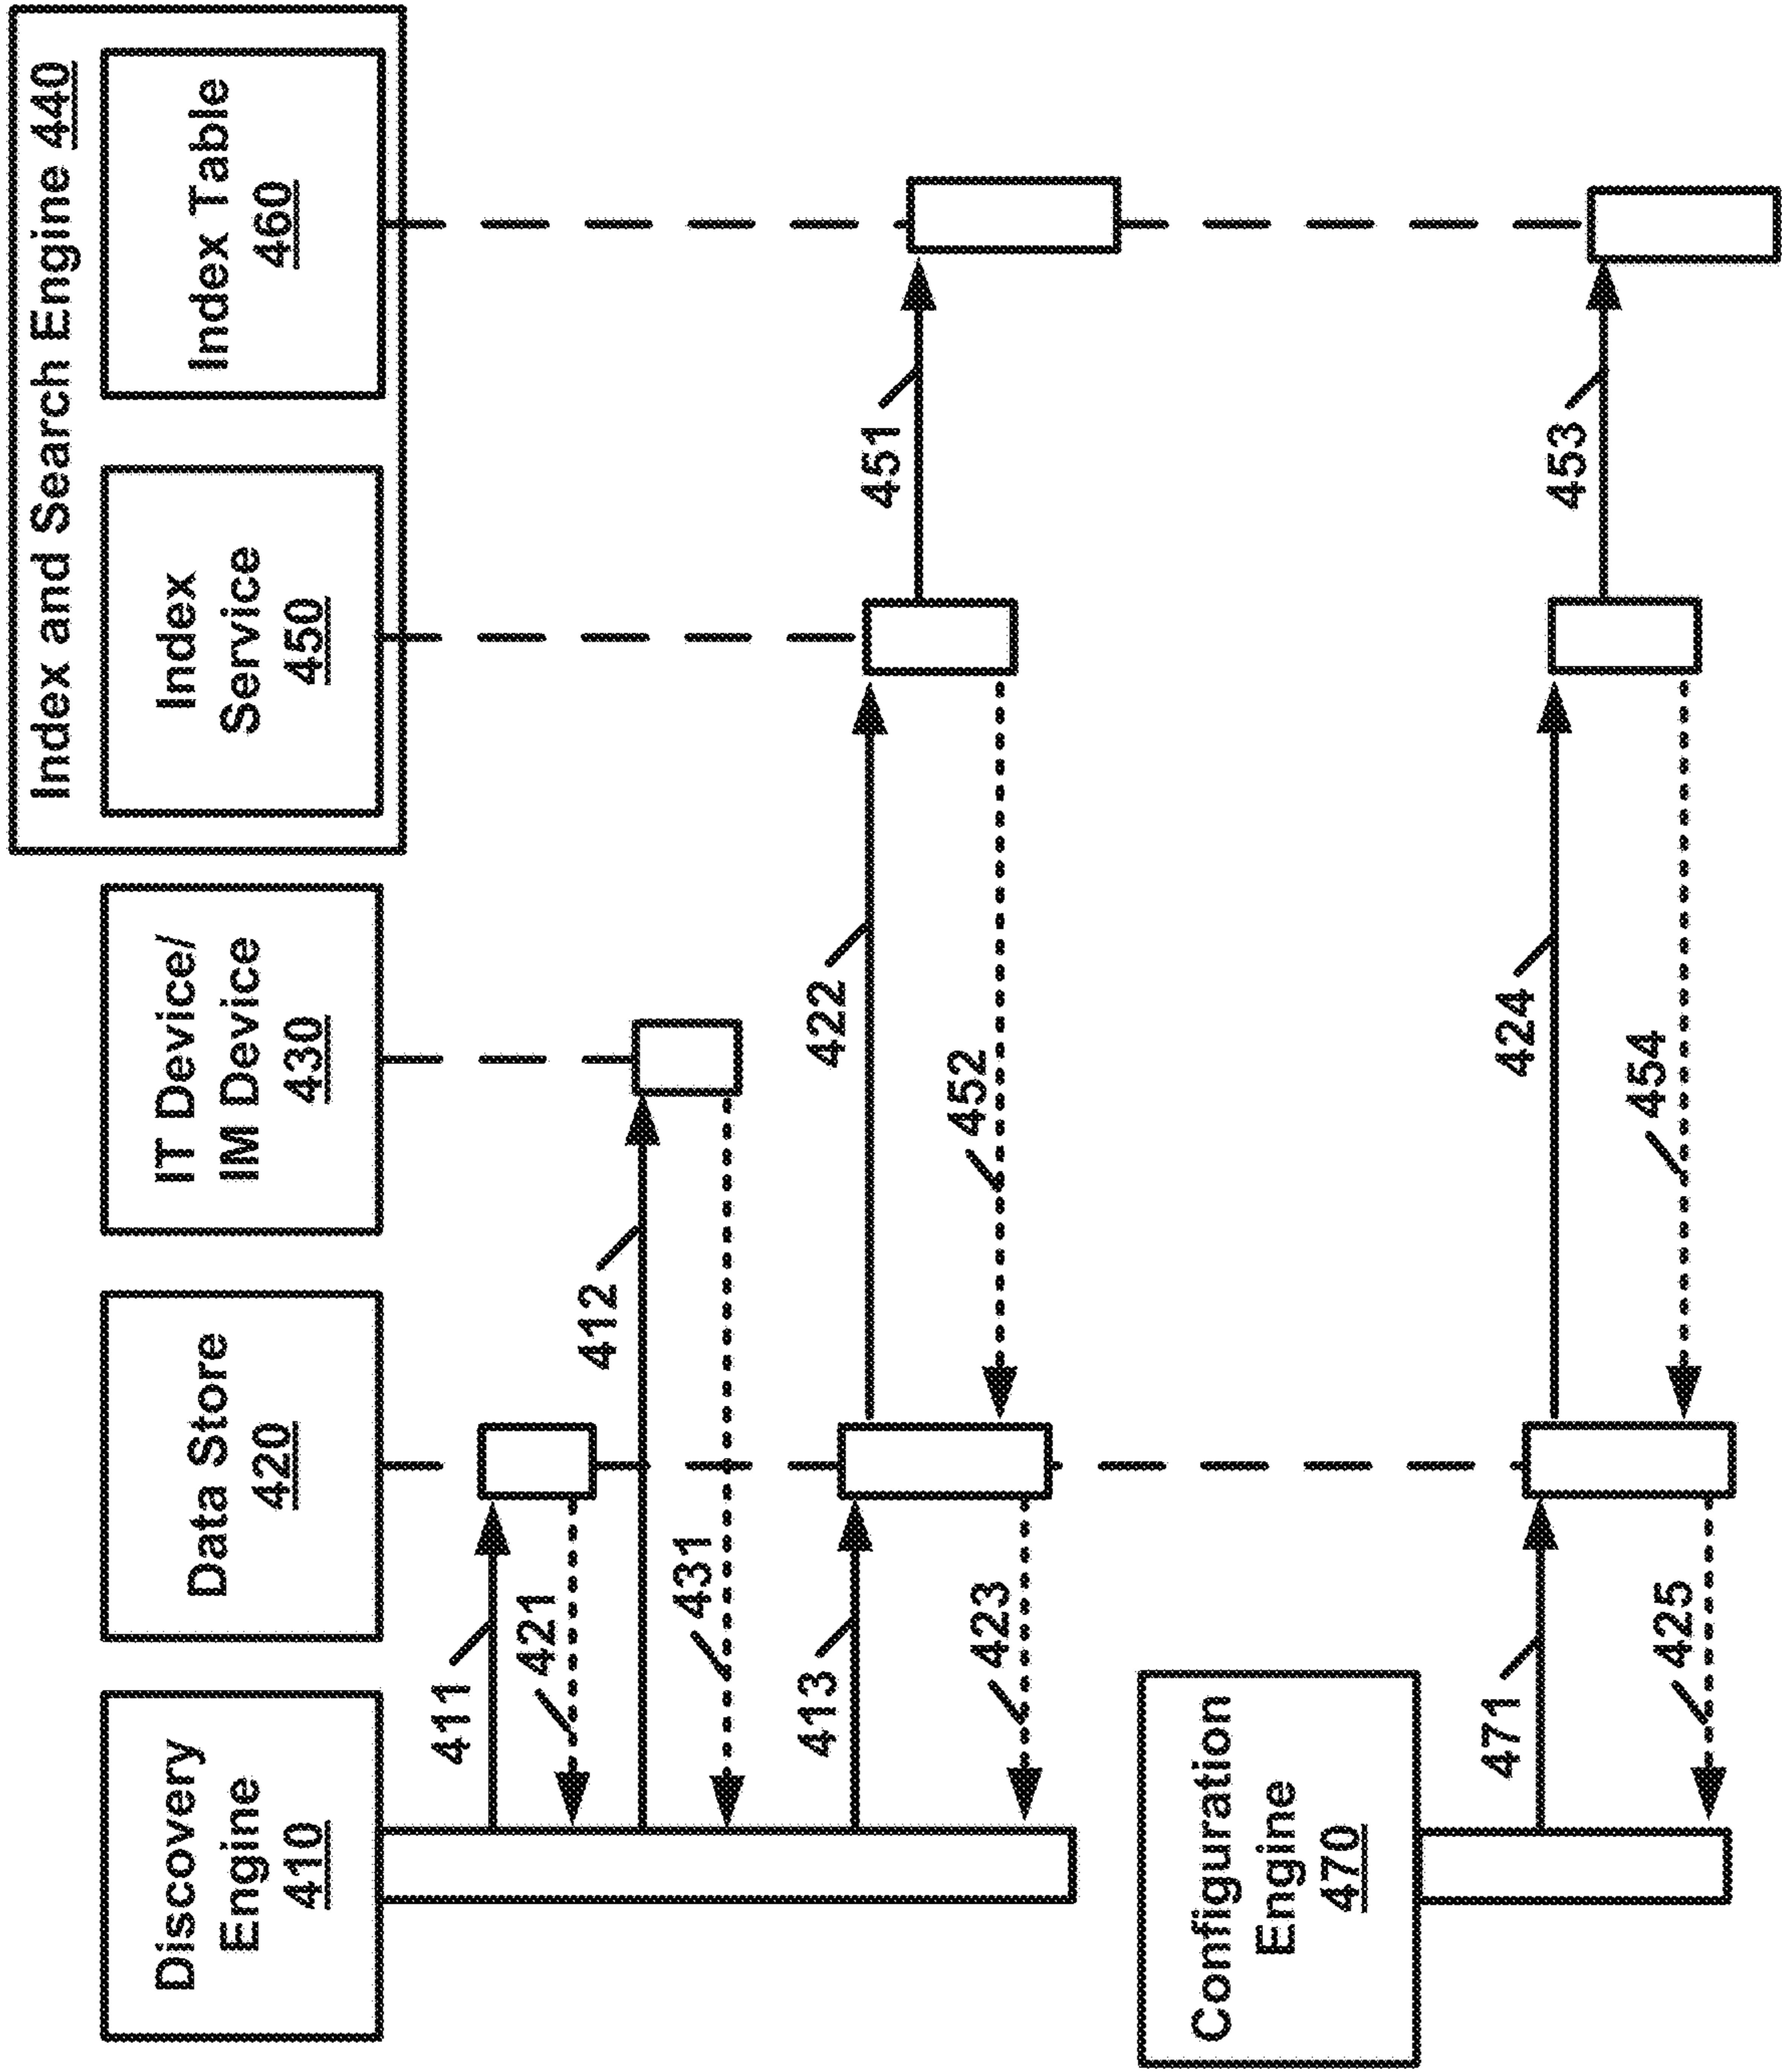 Discovery
Engine
410
Data Store
420
IT Device/
IM Device
430
Index and Search Engine 440
Index
Service
450
Index Table
460
411
421
412
431
413
422
451
452
423
Configuration
Engine
470
471
424
453
454
425